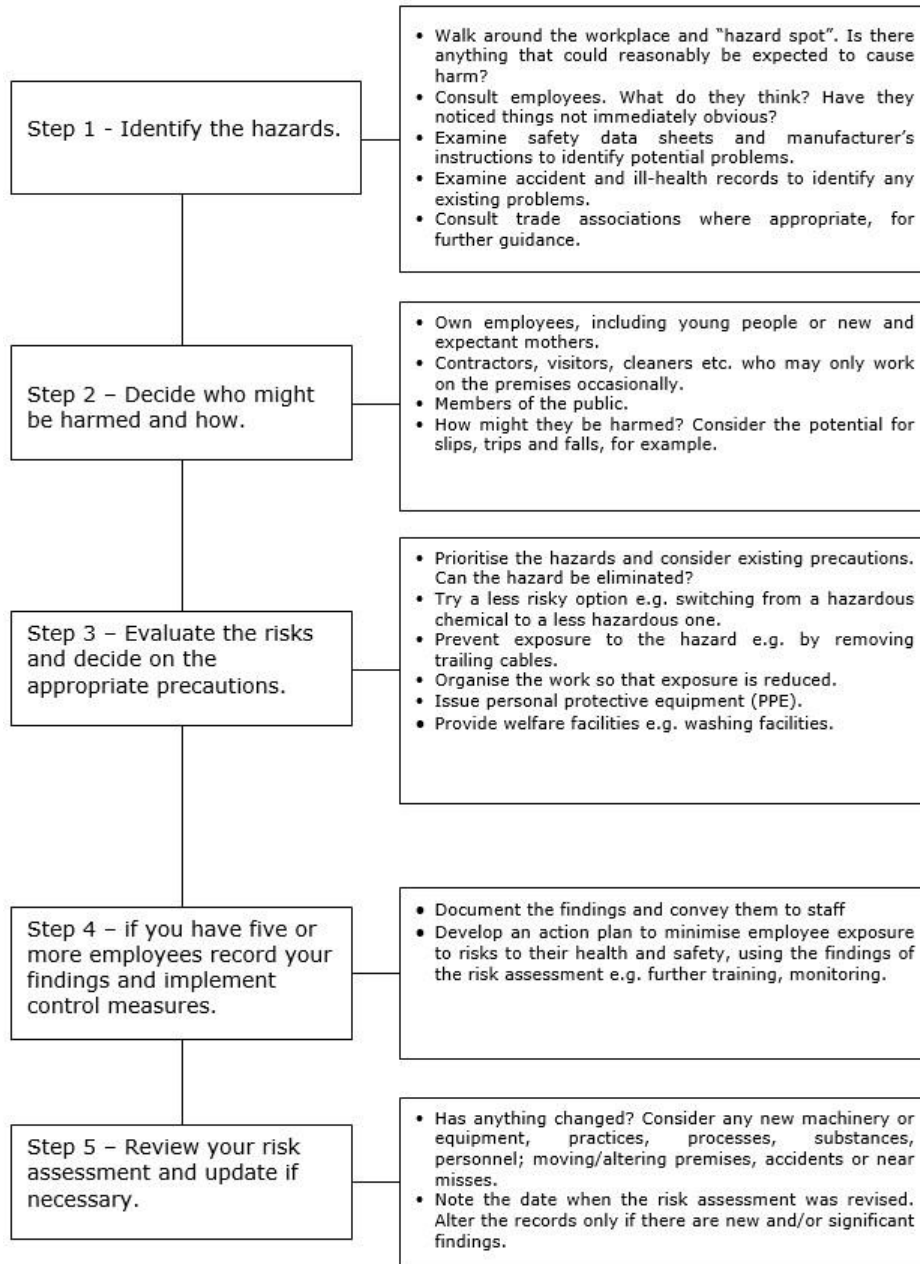 Step 1 - Identify the hazards.
• Walk around the workplace and “hazard spot”. Is there
anything that could reasonably be expected to cause
harm?
• Consult employees. What do they think? Have they
noticed things not immediately obvious?
• Examine safety data sheets and manufacturer’s
instructions to identify potential problems.
• Examine accident and ill-health records to identify any
existing problems.
• Consult trade associations where appropriate, for
further guidance.
Step 2 – Decide who might
be harmed and how.
• Own employees, including young people or new and
expectant mothers.
• Contractors, visitors, cleaners etc. who may only work
on the premises occasionally.
• Members of the public.
• How might they be harmed? Consider the potential for
slips, trips and falls, for example.
Step 3 – Evaluate the risks
and decide on the
appropriate precautions.
• Prioritise the hazards and consider existing precautions.
Can the hazard be eliminated?
• Try a less risky option e.g. switching from a hazardous
chemical to a less hazardous one.
• Prevent exposure to the hazard e.g. by removing
trailing cables.
• Organise the work so that exposure is reduced.
• Issue personal protective equipment (PPE).
• Provide welfare facilities e.g. washing facilities.
Step 4 – if you have five or
more employees record your
findings and implement
control measures.
• Document the findings and convey them to staff
• Develop an action plan to minimise employee exposure
to risks to their health and safety, using the findings
of the risk assessment e.g. further training, monitoring.
Step 5 – Review your risk
assessment and update if
necessary.
• Has anything changed? Consider any new machinery or
equipment, practices, processes, substances,
personnel; moving/altering premises, accidents or near
misses.
• Note the date when the risk assessment was revised.
Alter the records only if there are new and/or significant
findings.